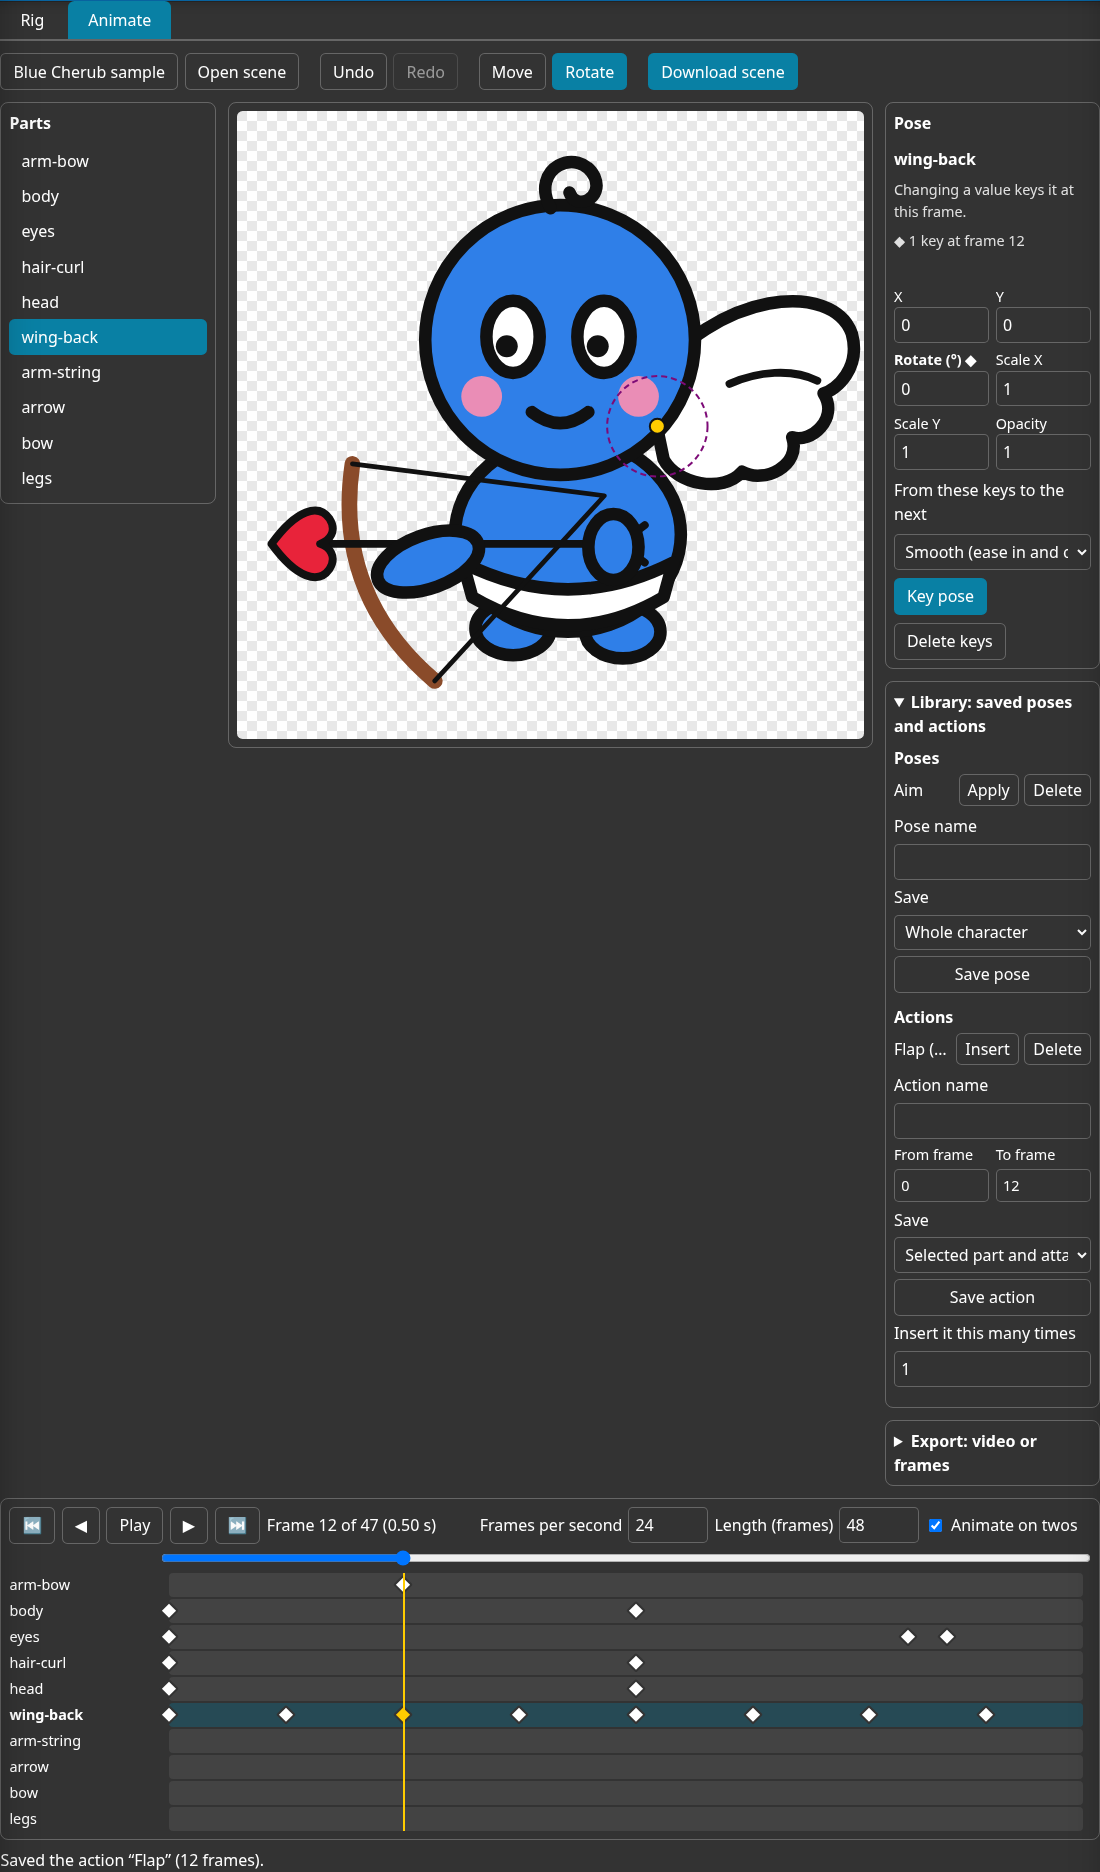 Rig
Animate
Blue Cherub sample
Open scene
Undo
Redo
Move
Rotate
Download scene
Parts
arm-bow
body
eyes
hair-curl
head
wing-back
arm-string
arrow
bow
legs
Pose
wing-back
Changing a value keys it at
this frame.
◆ 1 key at frame 12
X
Y
0
0
Rotate (°) ◆
Scale X
0
1
Scale Y
Opacity
1
1
From these keys to the
next
Smooth (ease in and
Key pose
Delete keys
▼ Library: saved poses
and actions
Poses
Aim
Apply
Delete
Pose name
Save
Whole character
Save pose
Actions
Flap (...
Insert
Delete
Action name
From frame
To frame
0
12
Save
Selected part and atta
Save action
Insert it this many times
1
▶ Export: video or
frames
Play
Frame 12 of 47 (0.50 s)
Frames per second
24
Length (frames)
48
Animate on twos
arm-bow
body
eyes
hair-curl
head
wing-back
arm-string
arrow
bow
legs
Saved the action “Flap” (12 frames).